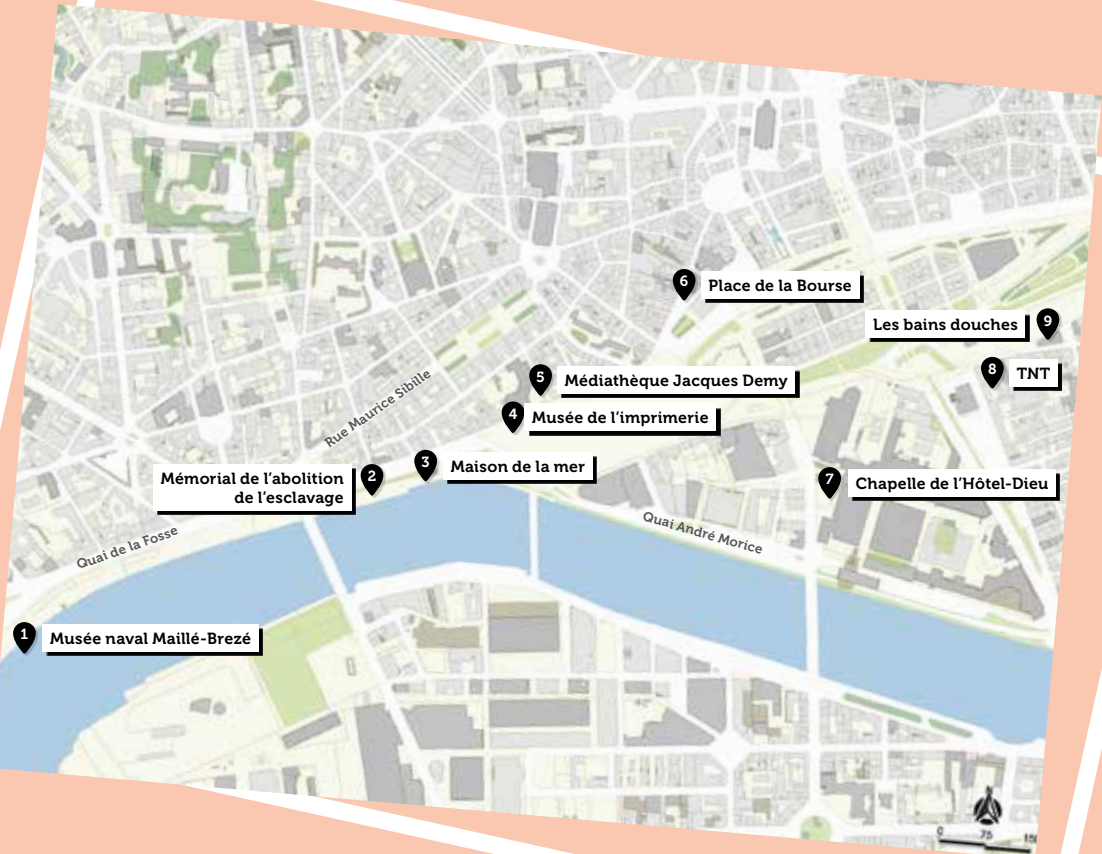 6
Place de la Bourse
Les bains douches
9
8
TNT
5
Médiathèque Jacques Demy
4
Musée de l'imprimerie
Rue Maurice Sibille
3
Maison de la mer
Mémorial de l'abolition
de l'esclavage
2
7
Chapelle de l'Hôtel-Dieu
Quai André Morice
Quai de la Fosse
1
Musée naval Maillé-Brezé
N
0 75 150